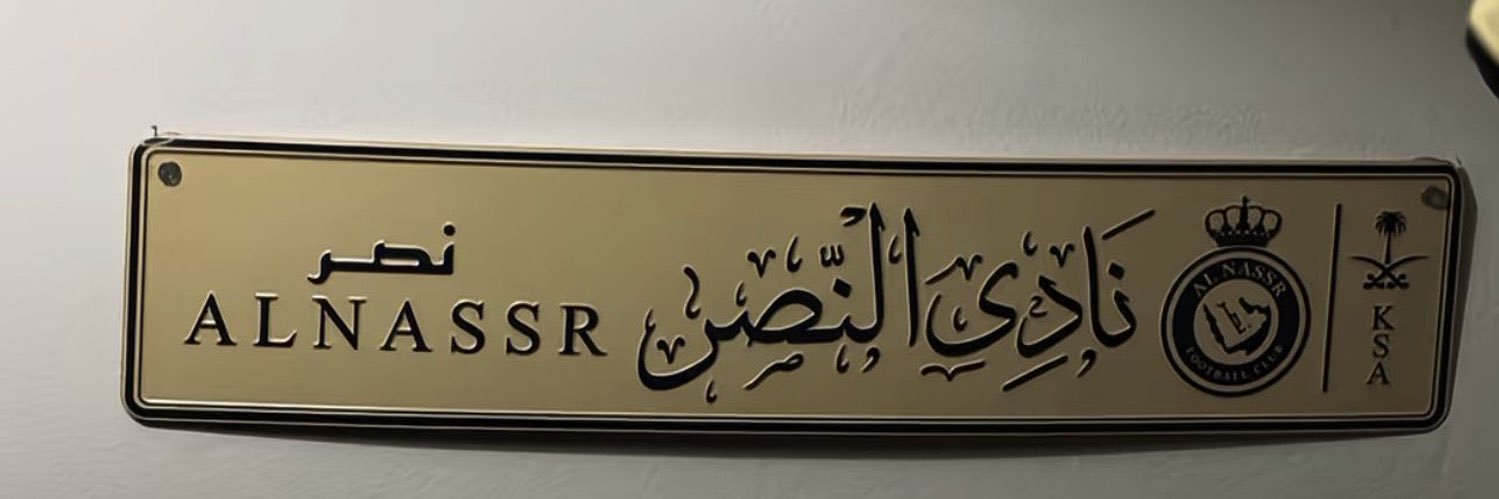 نصر
ALNASSR
نَادِي النَّصر
AL NASSR
FOOTBALL CLUB
KSA